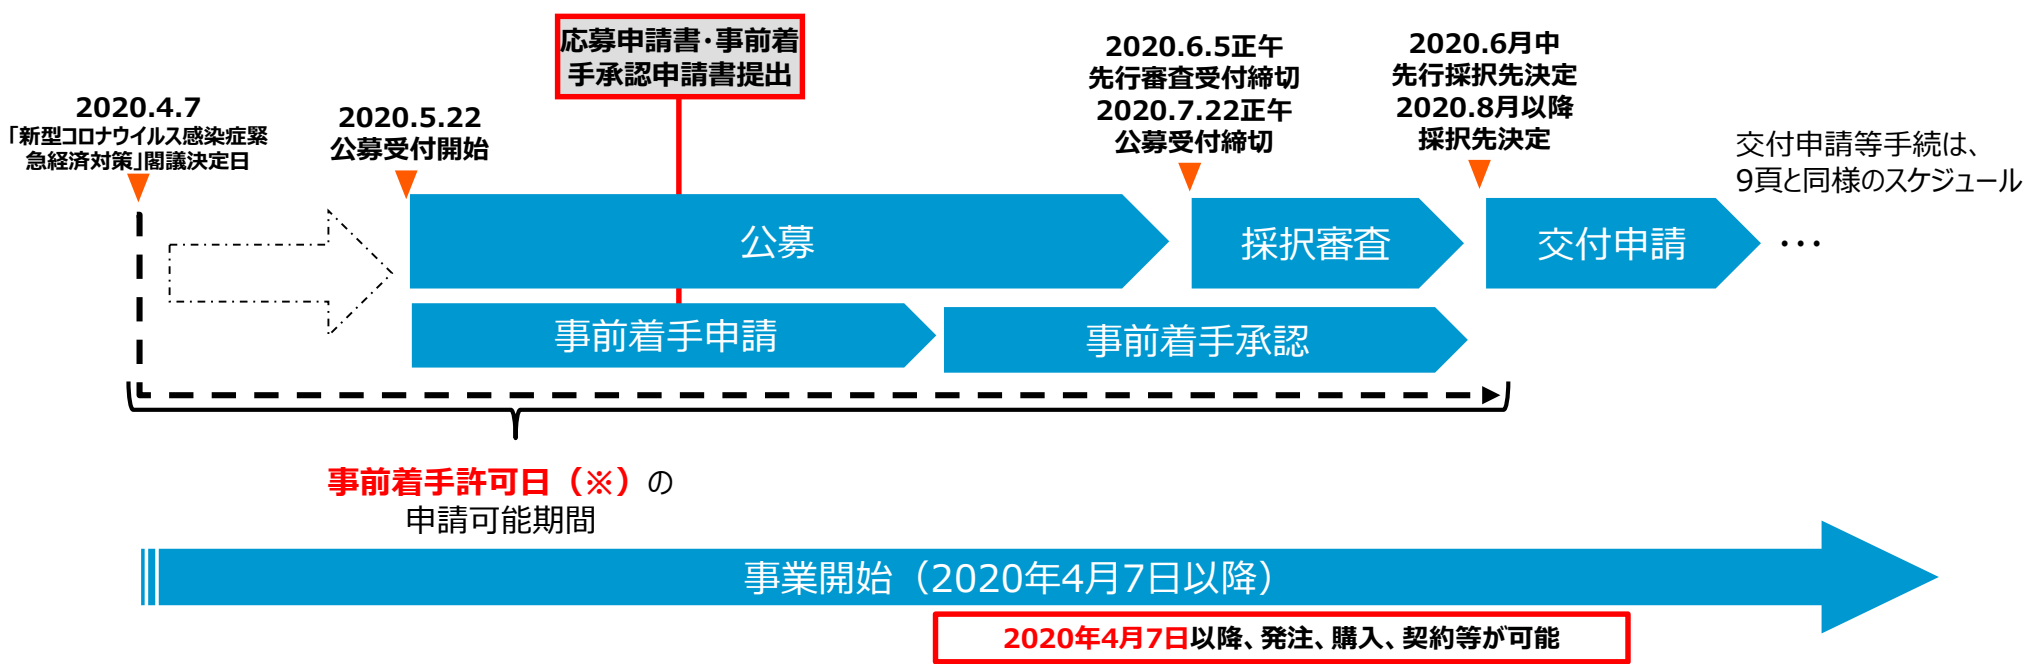 応募申請書・事前着
手承認申請書提出
2020.4.7
「新型コロナウイルス感染症緊
急経済対策」閣議決定日
2020.5.22
公募受付開始
2020.6.5正午
先行審査受付締切
2020.7.22正午
公募受付締切
2020.6月中
先行採択先決定
2020.8月以降
採択先決定
交付申請等手続は、
9頁と同様のスケジュール
公募
採択審査
交付申請
…
事前着手申請
事前着手承認
事前着手許可日（※）の
申請可能期間
事業開始（2020年4月7日以降）
2020年4月7日以降、発注、購入、契約等が可能